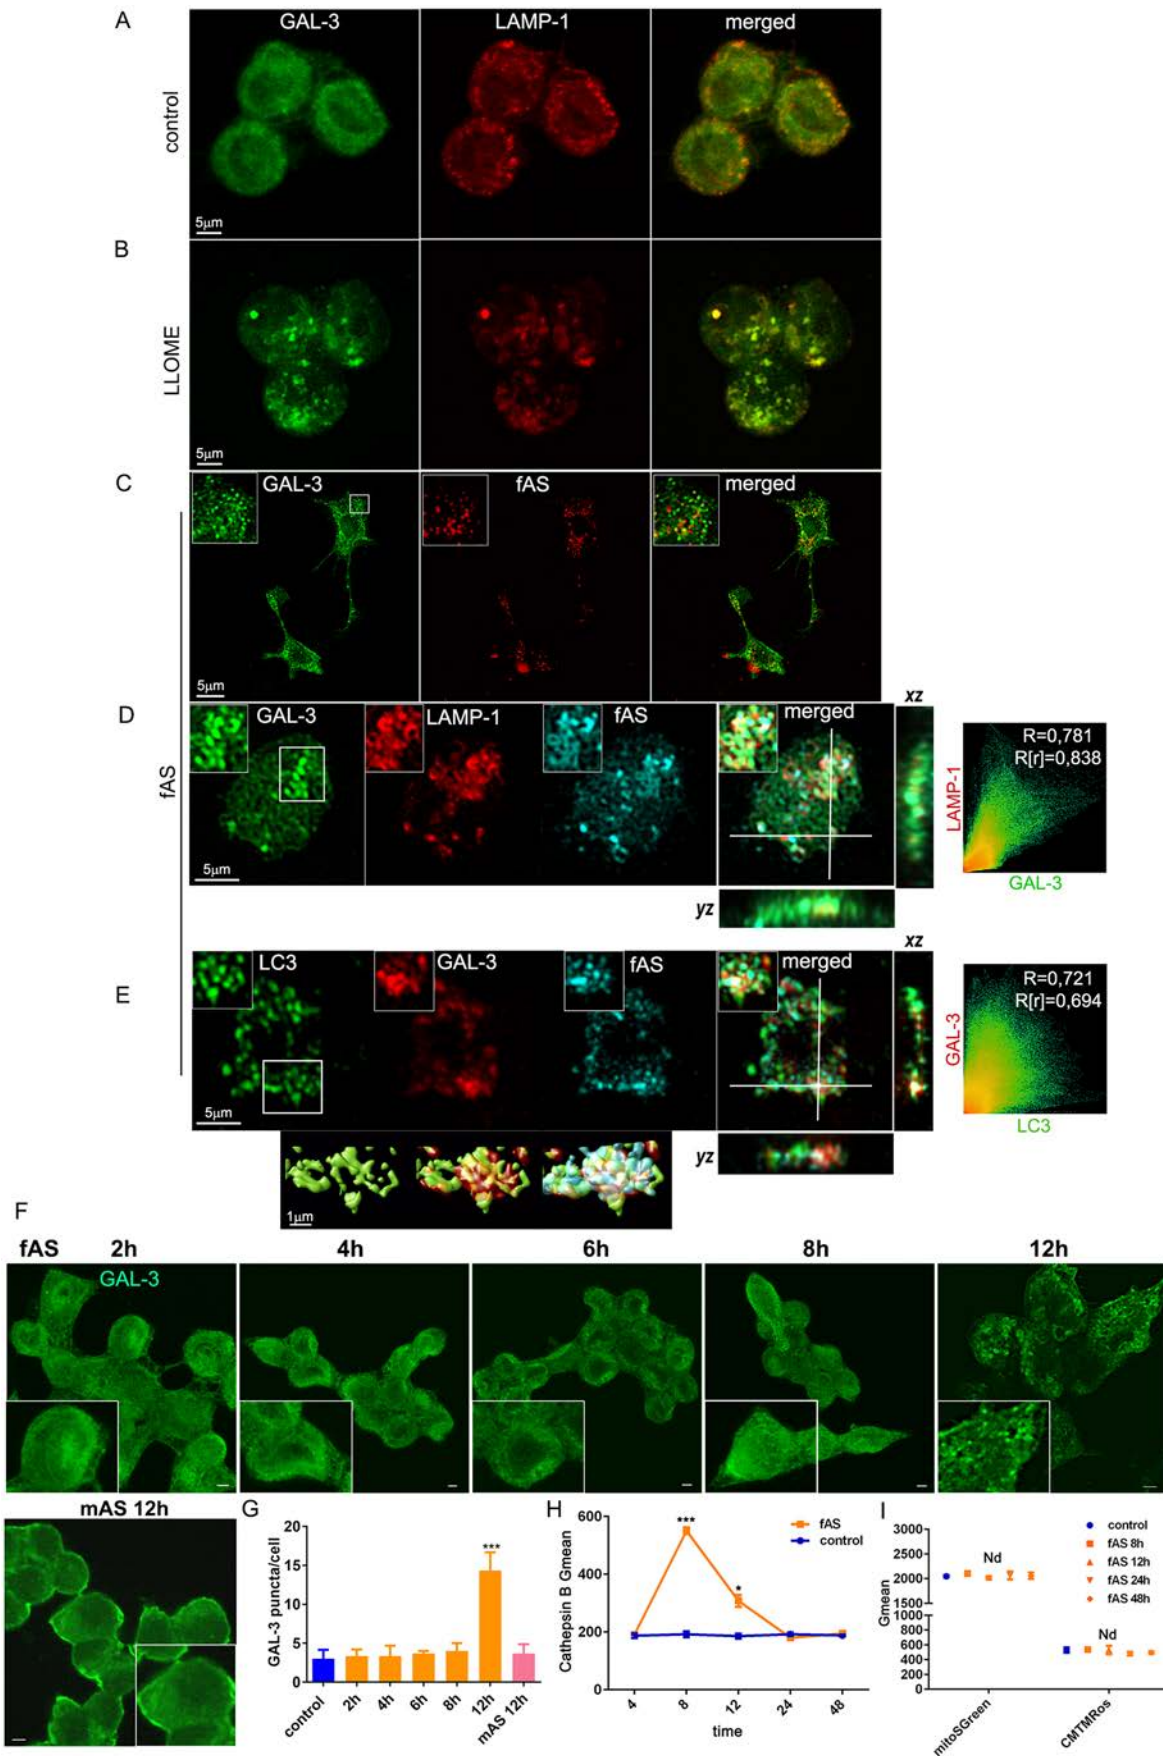 A
GAL-3 LAMP-1 merged
control
5µm
B
LLOME
5µm
C
GAL-3 fAS merged
5µm
fAS
D
GAL-3 LAMP-1 fAS merged
xz
5µm
yz
LAMP-1
R=0,781
R[r]=0,838
GAL-3
E
LC3 GAL-3 fAS merged
xz
5µm
yz
GAL-3
R=0,721
R[r]=0,694
LC3
1µm
F
fAS 2h 4h 6h 8h 12h
GAL-3
mAS 12h
G
GAL-3 puncta/cell
20
15
10
5
0
***
control 2h 4h 6h 8h 12h mAS 12h
H
Cathepsin B Gmean
600
400
200
0
***
*
fAS
control
4 8 12 24 48
time
I
Gmean
3000
2500
2000
1500
1000
800
600
400
200
0
Nd
Nd
control
fAS 8h
fAS 12h
fAS 24h
fAS 48h
mitoSGreen CMTMRos